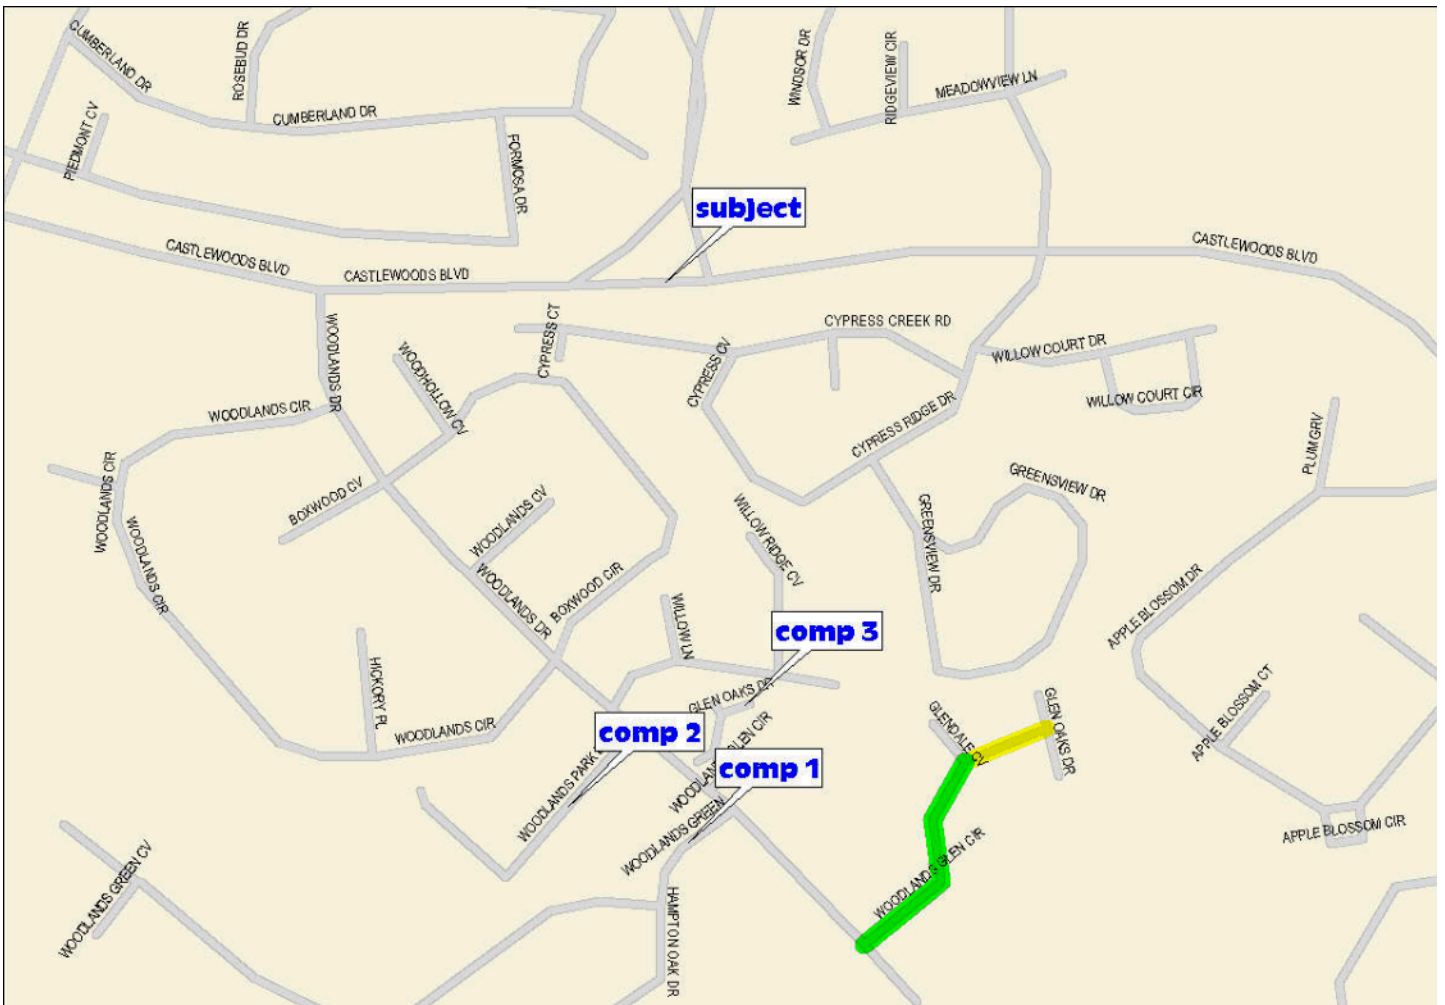 CUMBERLAND DR
ROSEBUD DR
WINDSOR DR
RIDGEVIEW CIR
MEADOWVIEW LN
PIEDMONT CV
CUMBERLAND DR
FORMOSA DR
subject
CASTLEWOODS BLVD
CASTLEWOODS BLVD
CASTLEWOODS BLVD
WOODLANDS DR
WOODHOLLOW CV
CYPRESS CT
CYPRESS CV
CYPRESS CREEK RD
WILLOW COURT DR
WILLOW COURT CIR
WOODLANDS CIR
CYPRESS RIDGE DR
PLUM GRV
WOODLANDS CIR
BOXWOOD CV
WOODLANDS CV
GREENSVIEW DR
WILLOW RIDGE CV
GREENSVIEW DR
WOODLANDS CIR
WOODLANDS DR
BOXWOOD CIR
APPLE BLOSSOM DR
WILLOW LN
comp 3
HICKORY PL
GLEN OAKS DR
WOODLANDS CIR
comp 2
GLENDALE CV
GLEN OAKS DR
APPLE BLOSSOM CT
WOODLANDS PARK
GLEN CIR
comp 1
WOODLANDS GREEN
APPLE BLOSSOM CIR
WOODLANDS GREEN CV
WOODLANDS GLEN CIR
HAMPTON OAK DR